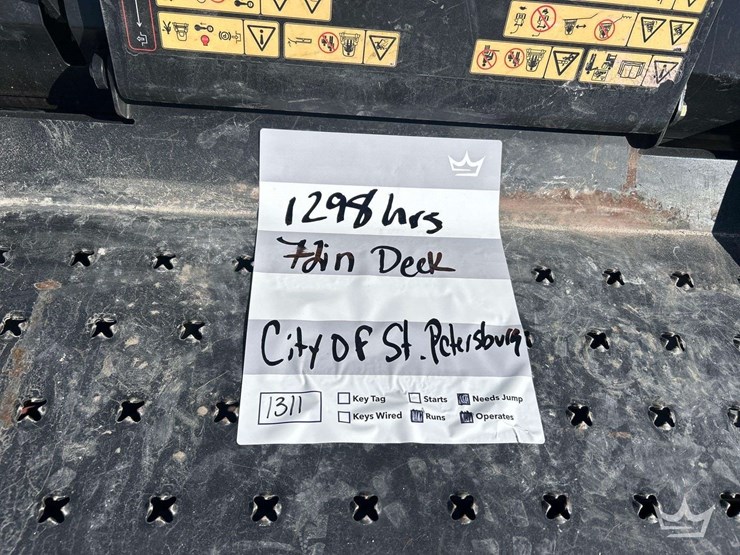 1298 hrs
72in Deck
City OF St. Petersburg
1311
Key Tag Starts Needs Jump
Keys Wired Runs Operates